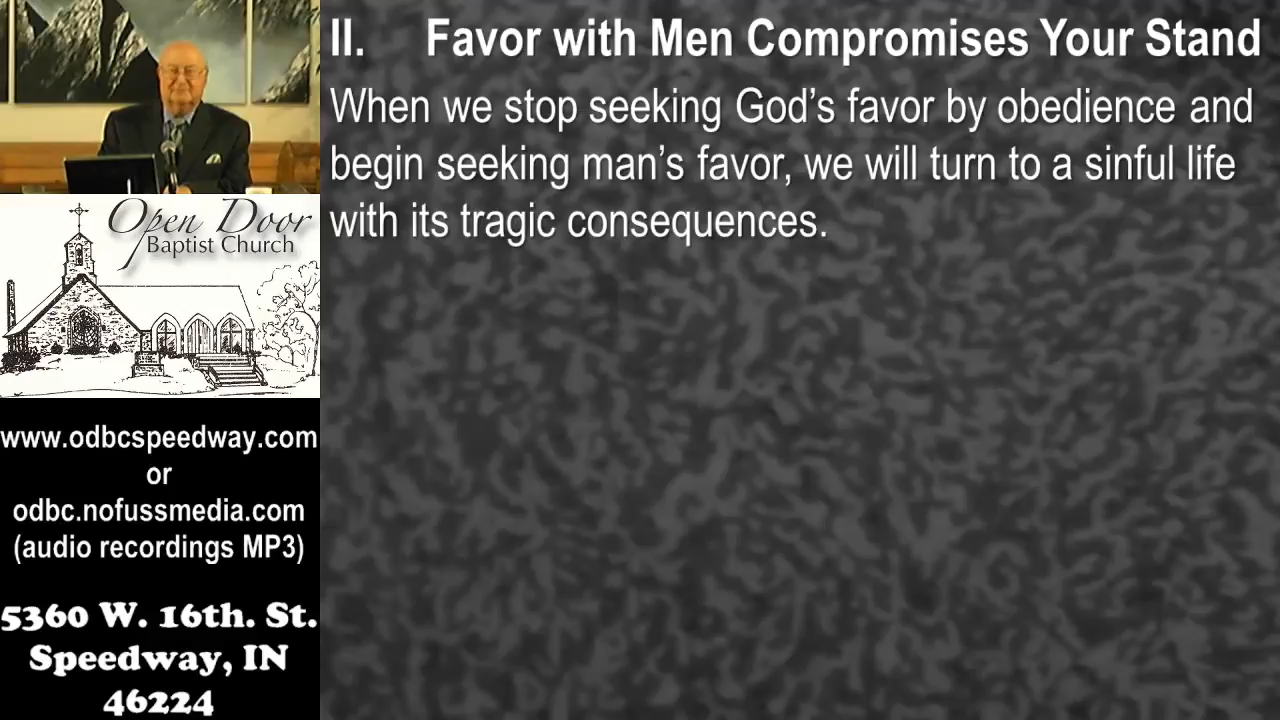 II. Favor with Men Compromises Your Stand
When we stop seeking God's favor by obedience and
begin seeking man's favor, we will turn to a sinful life
with its tragic consequences.
Open Door
Baptist Church
www.odbcspeedway.com
or
odbc.nofussmedia.com
(audio recordings MP3)
5360 W. 16th. St.
Speedway, IN
46224